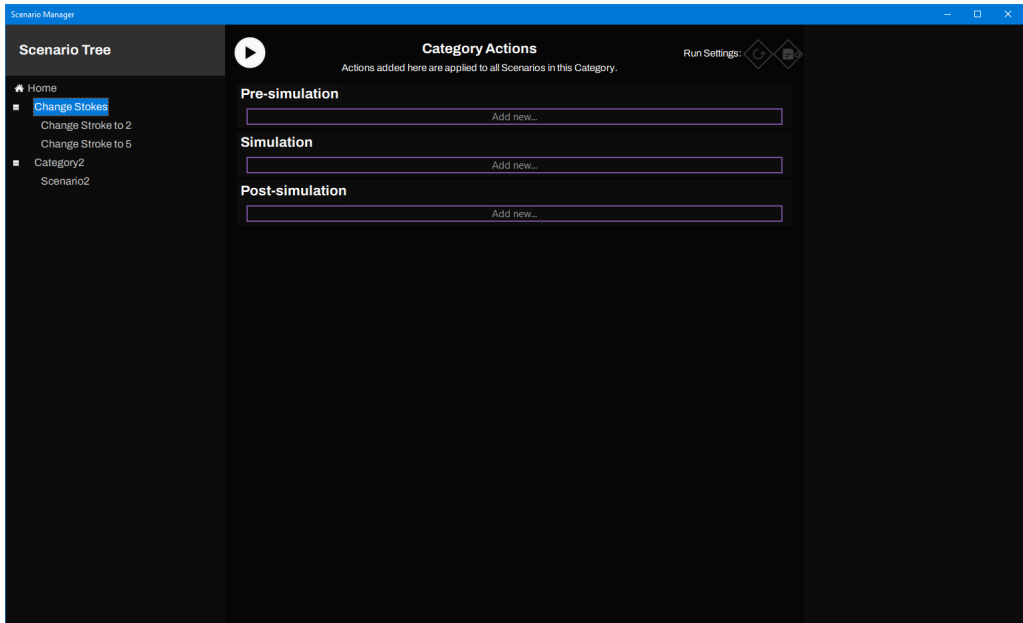 Scenario Manager
Scenario Tree
Home
Change Stokes
Change Stroke to 2
Change Stroke to 5
Category2
Scenario2
Category Actions
Actions added here are applied to all Scenarios in this Category.
Run Settings:
Pre-simulation
Add new...
Simulation
Add new...
Post-simulation
Add new...